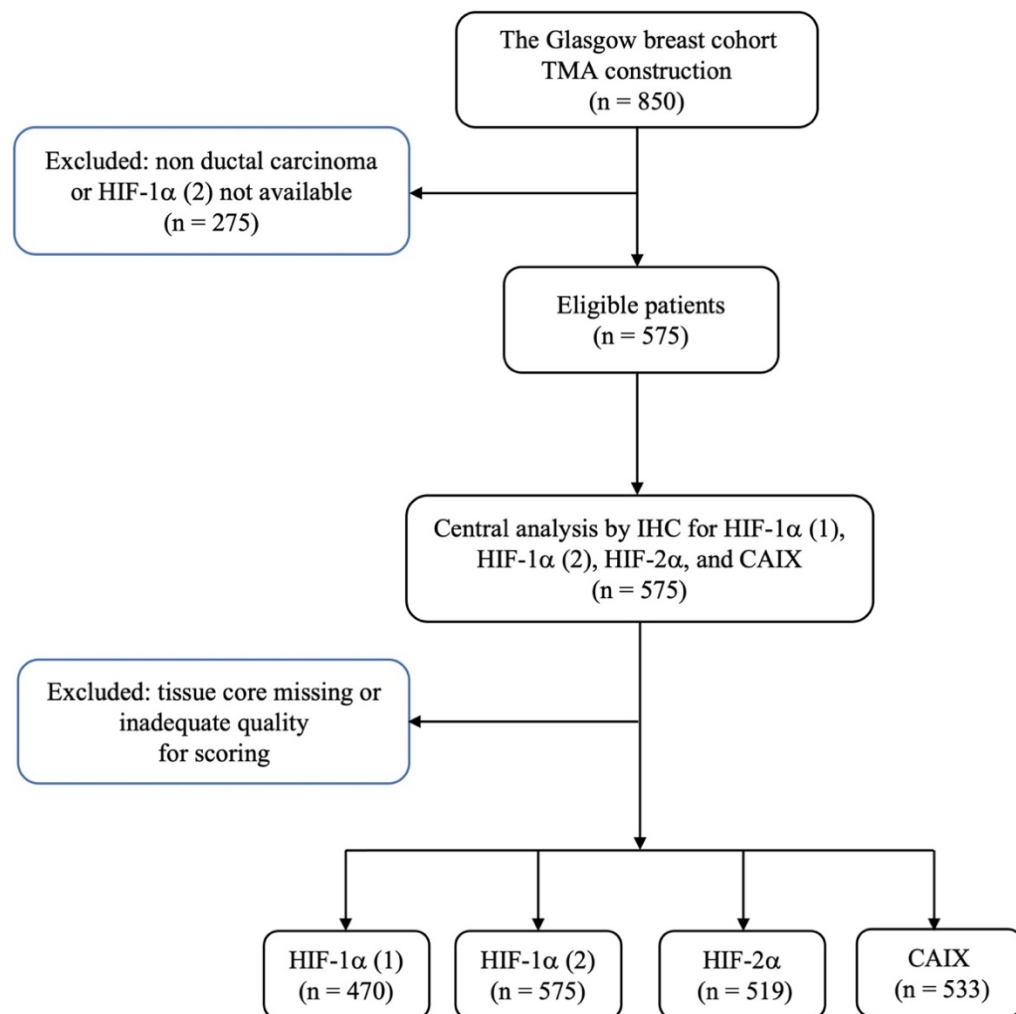 The Glasgow breast cohort
TMA construction
(n = 850)
Excluded: non ductal carcinoma
or HIF-1α (2) not available
(n = 275)
Eligible patients
(n = 575)
Central analysis by IHC for HIF-1α (1),
HIF-1α (2), HIF-2α, and CAIX
(n = 575)
Excluded: tissue core missing or
inadequate quality
for scoring
HIF-1α (1)
(n = 470)
HIF-1α (2)
(n = 575)
HIF-2α
(n = 519)
CAIX
(n = 533)